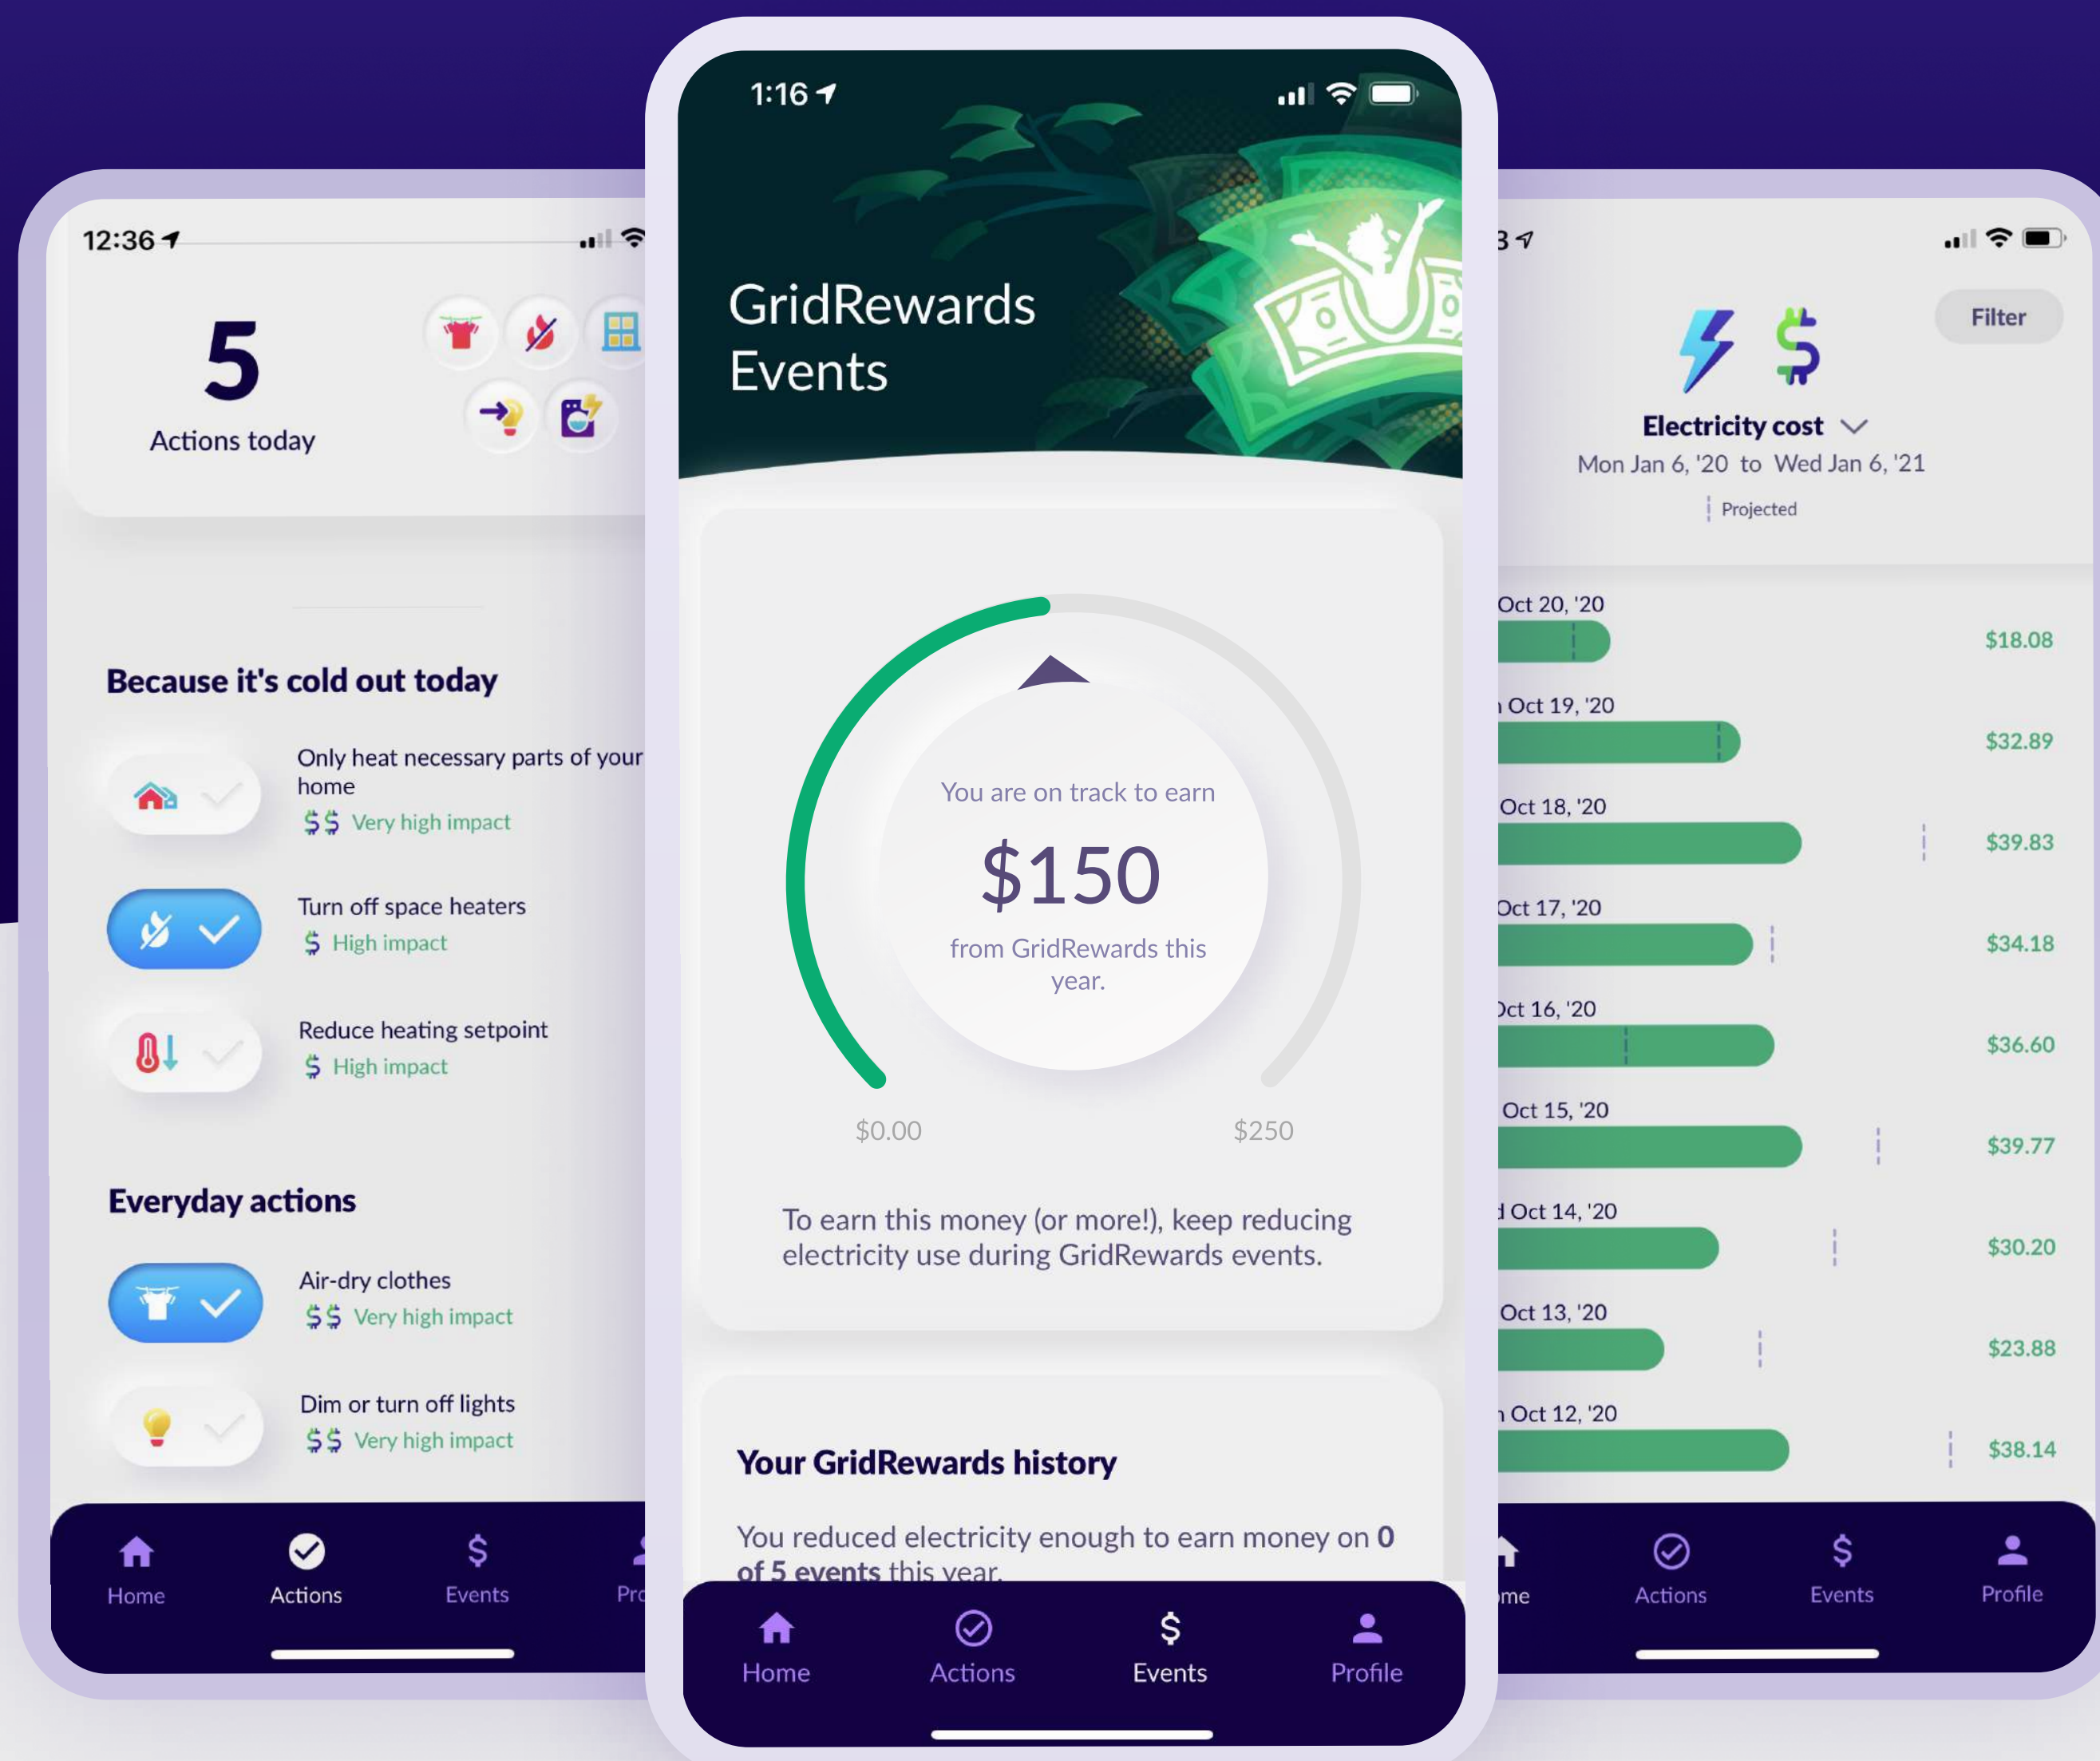 12:36
5
Actions today
Because it's cold out today
Only heat necessary parts of your
home
$$ Very high impact
Turn off space heaters
$ High impact
Reduce heating setpoint
$ High impact
Everyday actions
Air-dry clothes
$$ Very high impact
Dim or turn off lights
$$ Very high impact
Home
Actions
Events
1:16
GridRewards
Events
You are on track to earn
$150
from GridRewards this
year.
$0.00
$250
To earn this money (or more!), keep reducing
electricity use during GridRewards events.
Your GridRewards history
You reduced electricity enough to earn money on 0
of 5 events this year.
Home
Actions
Events
Profile
Filter
Electricity cost
Mon Jan 6, '20 to Wed Jan 6, '21
Projected
Oct 20, '20
$18.08
Oct 19, '20
$32.89
Oct 18, '20
$39.83
Oct 17, '20
$34.18
Oct 16, '20
$36.60
Oct 15, '20
$39.77
Oct 14, '20
$30.20
Oct 13, '20
$23.88
Oct 12, '20
$38.14
Actions
Events
Profile